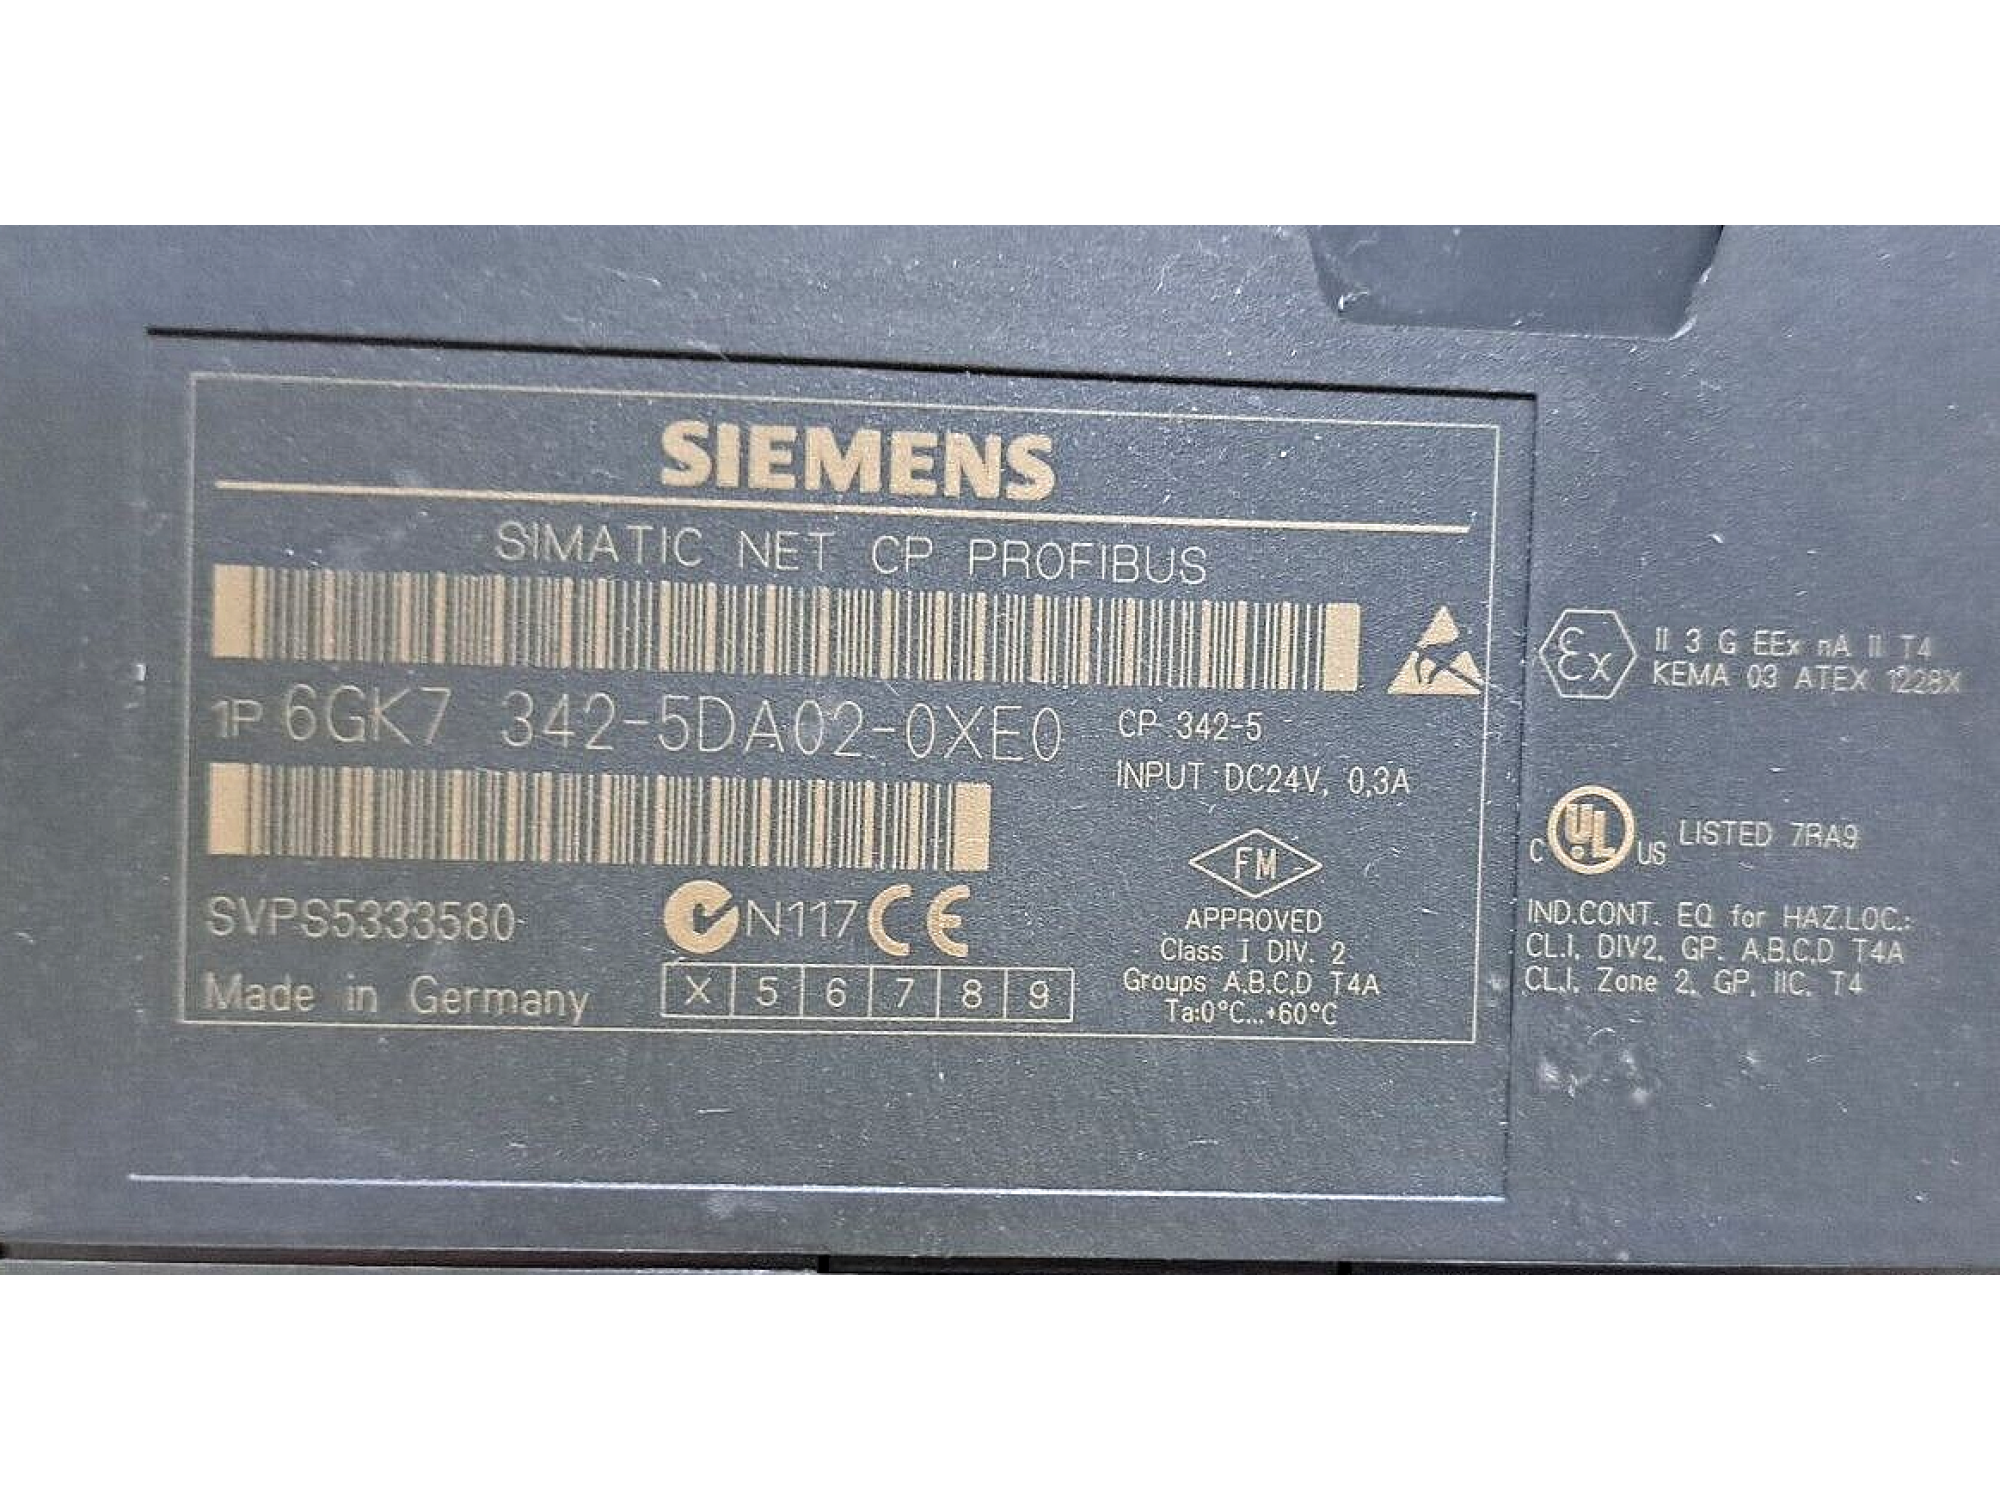 SIEMENS
SIMATIC NET CP PROFIBUS
1P 6GK7 342-5DA02-0XE0
CP 342-5
INPUT DC24V, 0,3A
SVPS5333580
N117 CE
Made in Germany
X 5 6 7 8 9
FM
APPROVED
Class I DIV. 2
Groups A.B.C.D T4A
Ta:0°C...+60°C
Ex
II 3 G EEx nA II T4
KEMA 03 ATEX 1228X
C UL US LISTED 7RA9
IND.CONT. EQ for HAZ.LOC.:
CL.I, DIV2, GP. A.B.C.D T4A
CL.I, Zone 2, GP, IIC, T4